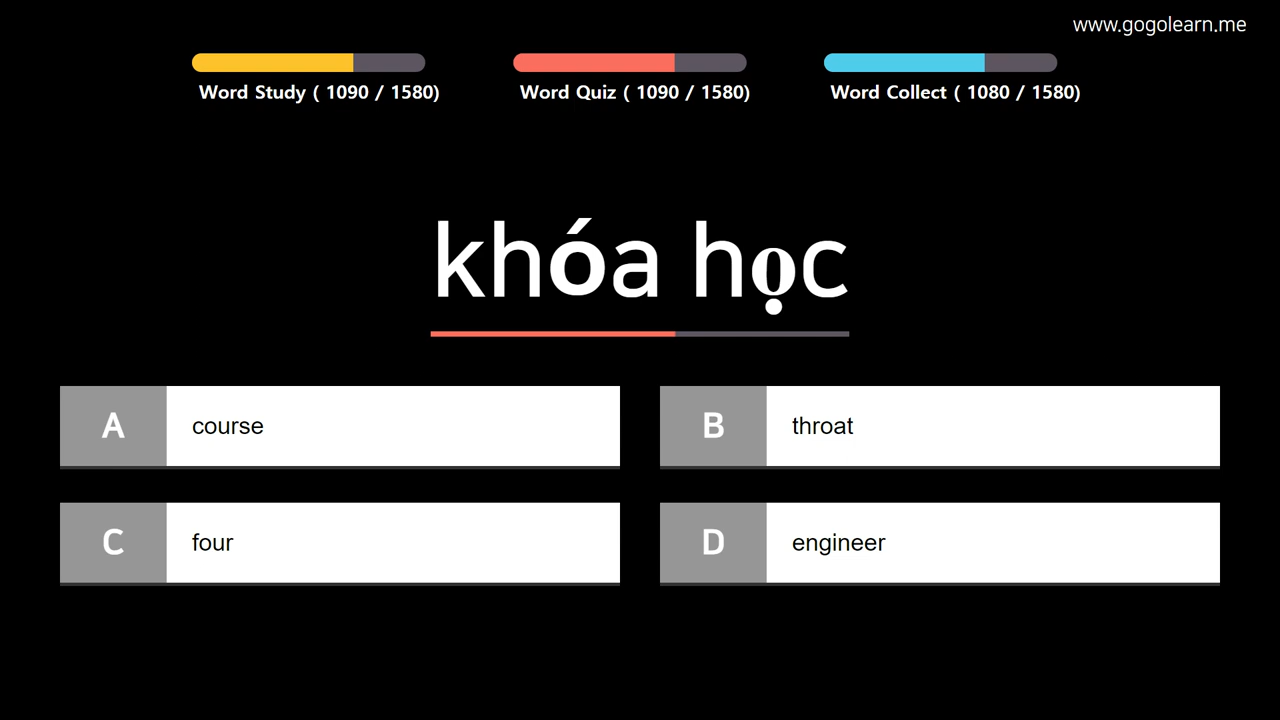 www.gogolearn.me
Word Study ( 1090 / 1580)
Word Quiz ( 1090 / 1580)
Word Collect ( 1080 / 1580)
khóa học
A course
B throat
C four
D engineer